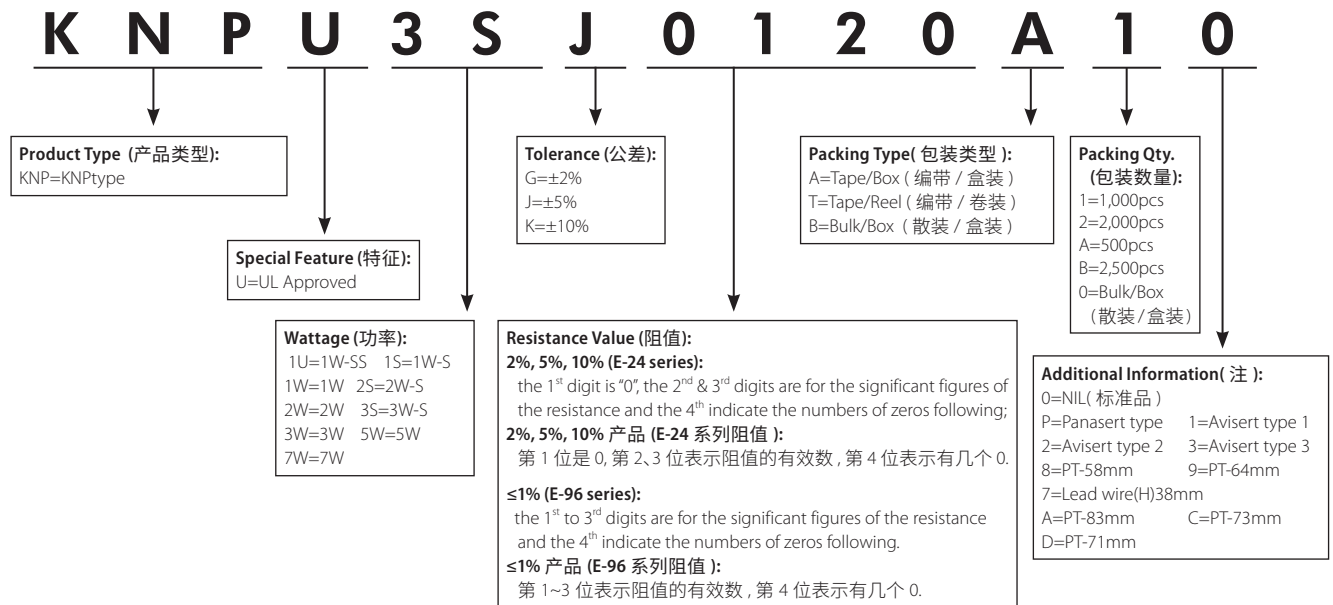 K N P U 3 S J 0 1 2 0 A 1 0
Product Type (产品类型):
KNP=KNPtype
Special Feature (特征):
U=UL Approved
Wattage (功率):
1U=1W-SS 1S=1W-S
1W=1W 2S=2W-S
2W=2W 3S=3W-S
3W=3W 5W=5W
7W=7W
Tolerance (公差):
G=±2%
J=±5%
K=±10%
Resistance Value (阻值):
2%, 5%, 10% (E-24 series):
the 1st digit is “0”, the 2nd & 3rd digits are for the significant figures of
the resistance and the 4th indicate the numbers of zeros following;
2%, 5%, 10% 产品 (E-24 系列阻值 ):
第 1 位是 0, 第 2、3 位表示阻值的有效数 , 第 4 位表示有几个 0.
≤1% (E-96 series):
the 1st to 3rd digits are for the significant figures of the resistance
and the 4th indicate the numbers of zeros following.
≤1% 产品 (E-96 系列阻值 ):
第 1~3 位表示阻值的有效数 , 第 4 位表示有几个 0.
Packing Type( 包装类型 ):
A=Tape/Box ( 编带 / 盒装 )
T=Tape/Reel ( 编带 / 卷装 )
B=Bulk/Box ( 散装 / 盒装 )
Packing Qty.
(包装数量):
1=1,000pcs
2=2,000pcs
A=500pcs
B=2,500pcs
0=Bulk/Box
(散装/盒装)
Additional Information( 注 ):
0=NIL( 标准品 )
P=Panasert type 1=Avisert type 1
2=Avisert type 2 3=Avisert type 3
8=PT-58mm 9=PT-64mm
7=Lead wire(H)38mm
A=PT-83mm C=PT-73mm
D=PT-71mm